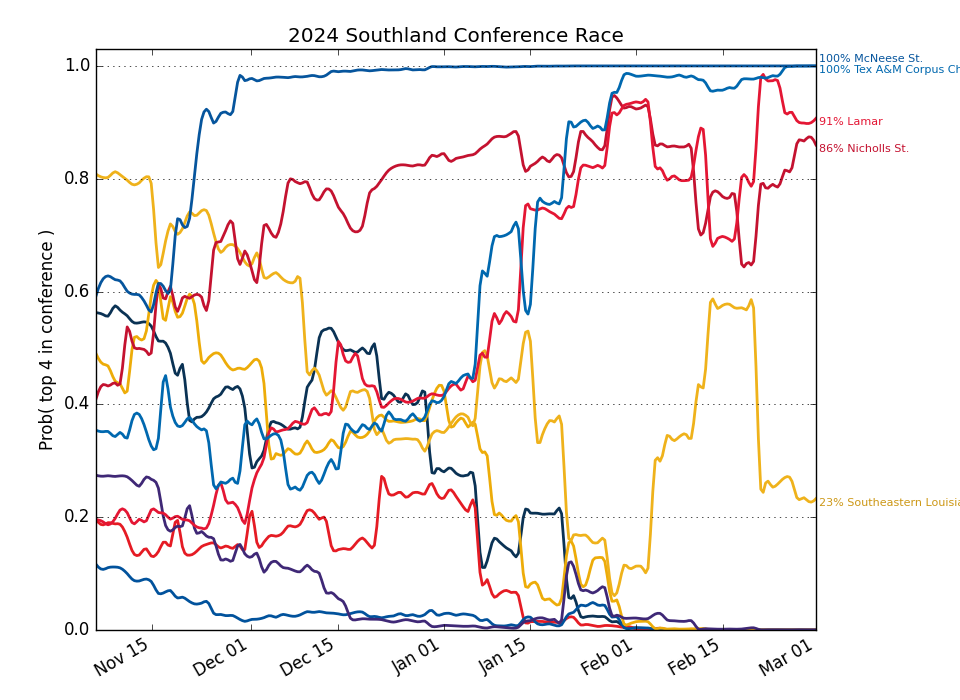 2024 Southland Conference Race
1.0
0.8
0.6
0.4
0.2
0.0
Prob( top 4 in conference )
Nov 15
Dec 01
Dec 15
Jan 01
Jan 15
Feb 01
Feb 15
Mar 01
100% McNeese St.
100% Tex A&M Corpus Ch
91% Lamar
86% Nicholls St.
23% Southeastern Louisia